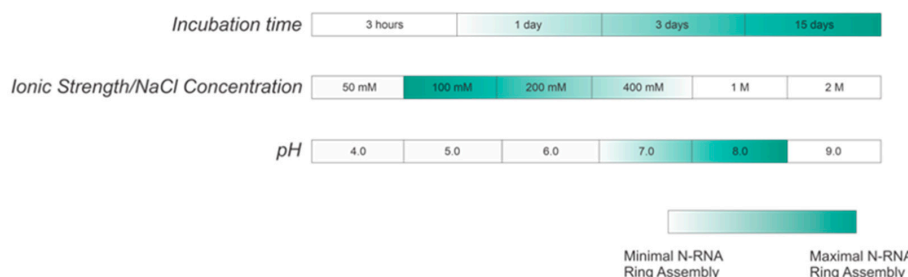 Incubation time
3 hours 1 day 3 days 15 days
Ionic Strength/NaCl Concentration
50 mM 100 mM 200 mM 400 mM 1 M 2 M
pH
4.0 5.0 6.0 7.0 8.0 9.0
Minimal N-RNA Maximal N-RNA
Ring Assembly Ring Assembly